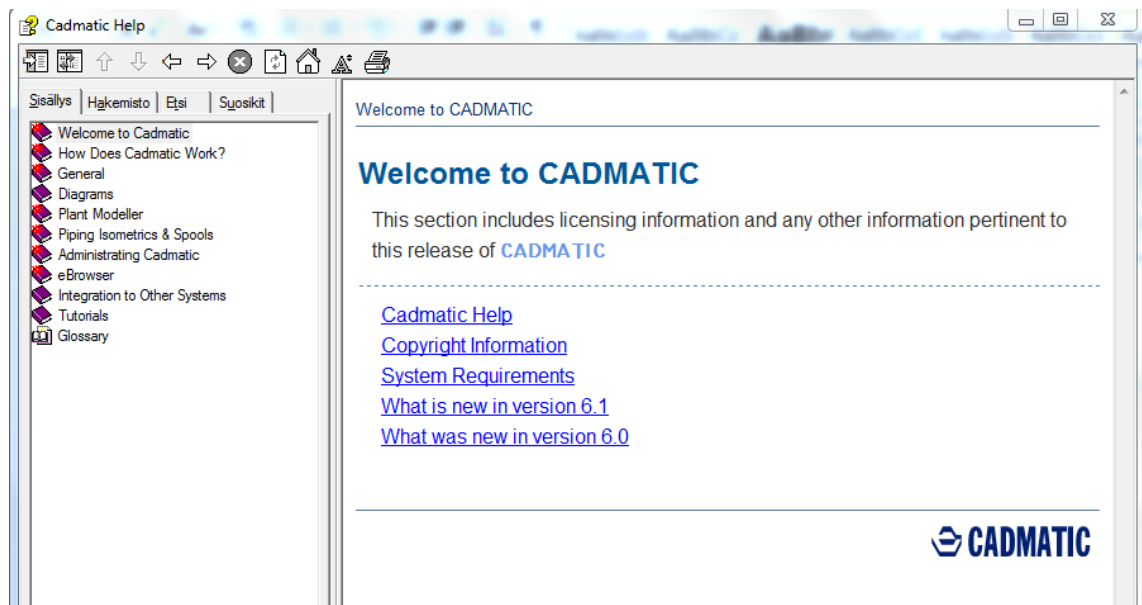 Cadmatic Help
Sisällys Hakemisto Etsi Suosikit
Welcome to Cadmatic
How Does Cadmatic Work?
General
Diagrams
Plant Modeller
Piping Isometrics & Spools
Administrating Cadmatic
eBrowser
Integration to Other Systems
Tutorials
Glossary
Welcome to CADMATIC
Welcome to CADMATIC
This section includes licensing information and any other information pertinent to
this release of CADMATIC
Cadmatic Help
Copyright Information
System Requirements
What is new in version 6.1
What was new in version 6.0
CADMATIC